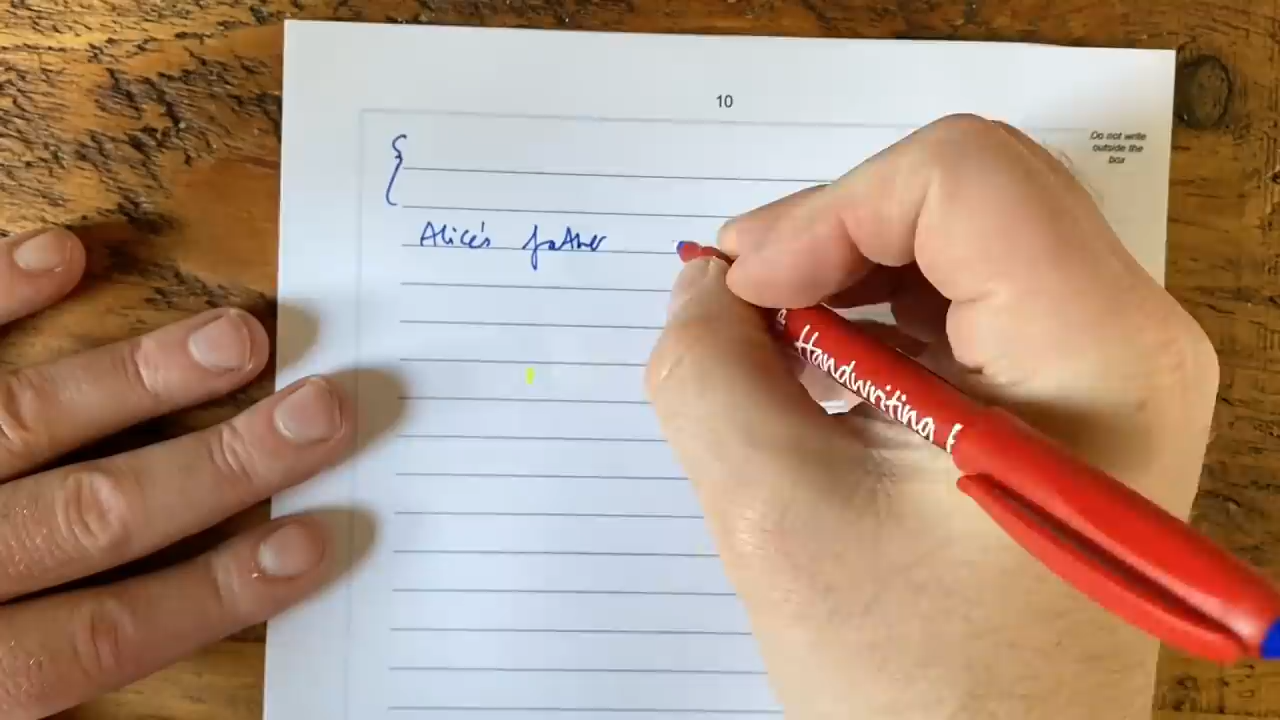 10
Do not write
outside the
box
Alice's father
Handwriting